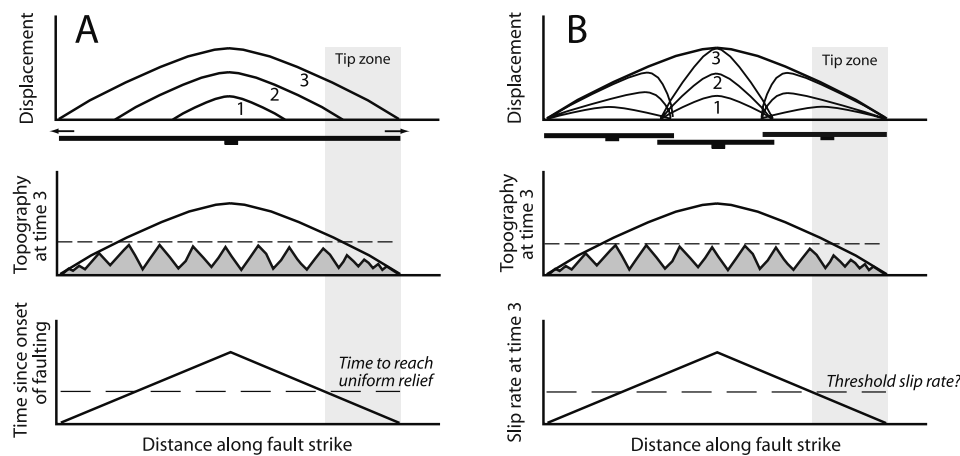 A
Displacement
Tip zone
3
2
1
Topography
at time 3
Time since onset
of faulting
Time to reach
uniform relief
Distance along fault strike
B
Displacement
Tip zone
3
2
1
Topography
at time 3
Slip rate at time 3
Threshold slip rate?
Distance along fault strike